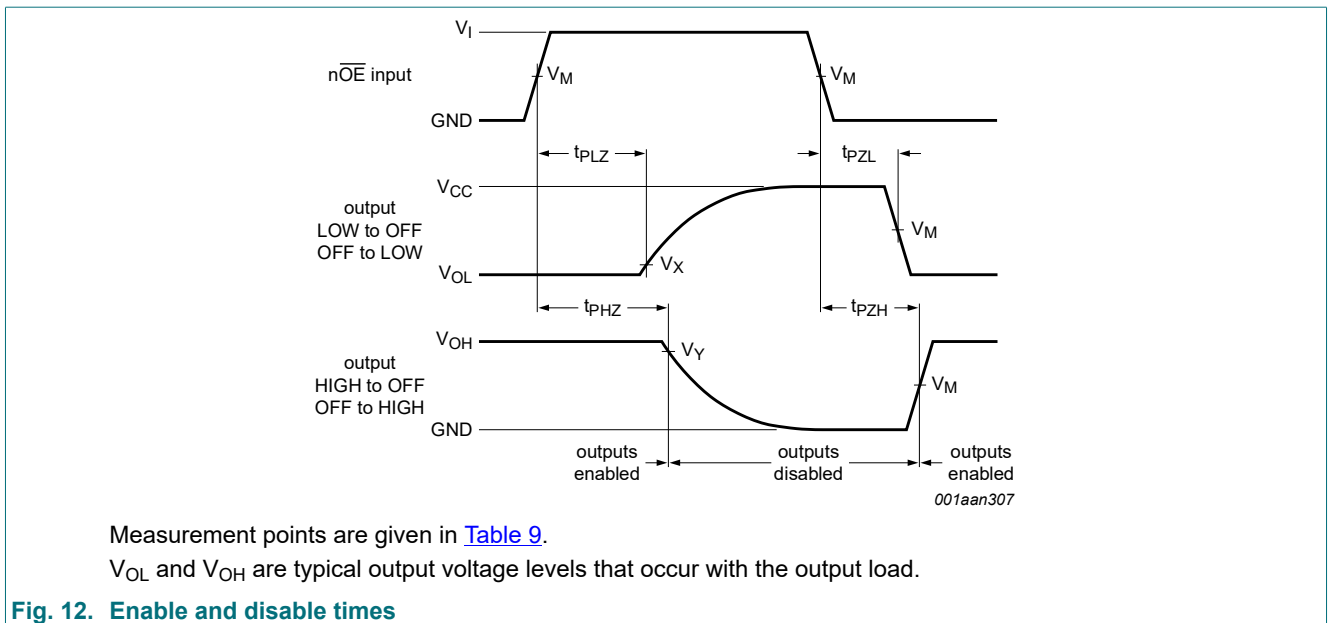 V_I
nOE input
V_M
V_M
GND
t_PLZ
t_PZL
V_CC
output
LOW to OFF
OFF to LOW
V_M
V_X
V_OL
t_PHZ
t_PZH
V_OH
V_Y
output
HIGH to OFF
OFF to HIGH
V_M
GND
outputs
enabled
outputs
disabled
outputs
enabled
001aan307
Measurement points are given in Table 9.
V_OL and V_OH are typical output voltage levels that occur with the output load.
Fig. 12. Enable and disable times